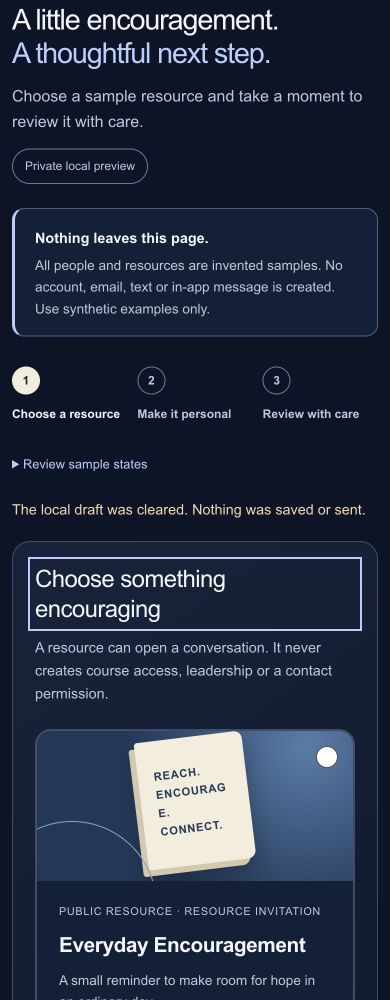 A little encouragement.
A thoughtful next step.
Choose a sample resource and take a moment to
review it with care.
Private local preview
Nothing leaves this page.
All people and resources are invented samples. No
account, email, text or in-app message is created.
Use synthetic examples only.
1
2
3
Choose a resource
Make it personal
Review with care
Review sample states
The local draft was cleared. Nothing was saved or sent.
Choose something
encouraging
A resource can open a conversation. It never
creates course access, leadership or a contact
permission.
REACH.
ENCOURAG
E.
CONNECT.
PUBLIC RESOURCE · RESOURCE INVITATION
Everyday Encouragement
A small reminder to make room for hope in